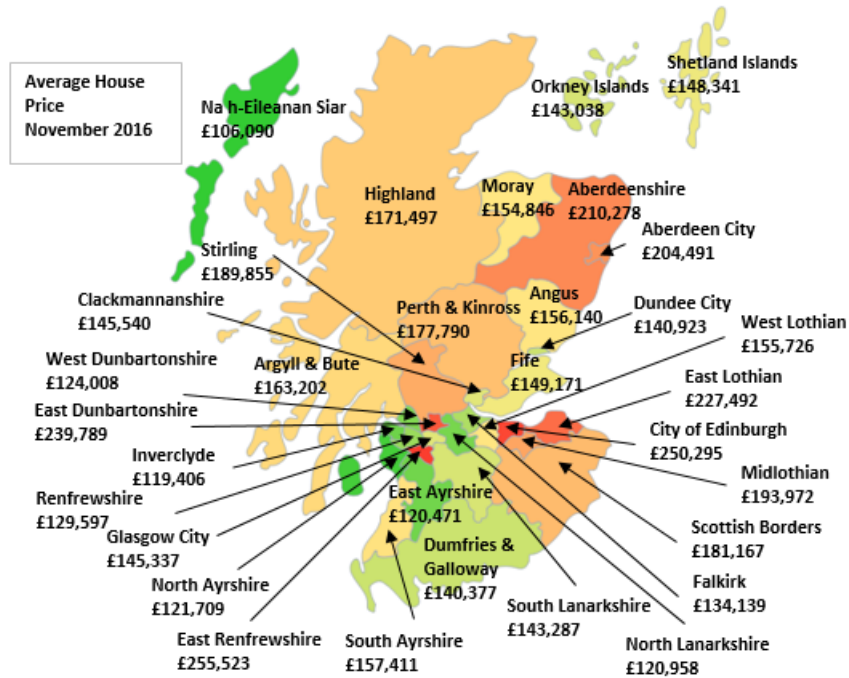 Average House
Price
November 2016
Na h-Eileanan Siar
£106,090
Orkney Islands
£143,038
Shetland Islands
£148,341
Highland
£171,497
Moray
£154,846
Aberdeenshire
£210,278
Aberdeen City
£204,491
Stirling
£189,855
Clackmannanshire
£145,540
Perth & Kinross
£177,790
Angus
£156,140
Dundee City
£140,923
West Lothian
£155,726
West Dunbartonshire
£124,008
Argyll & Bute
£163,202
Fife
£149,171
East Lothian
£227,492
East Dunbartonshire
£239,789
City of Edinburgh
£250,295
Inverclyde
£119,406
Midlothian
£193,972
Renfrewshire
£129,597
East Ayrshire
£120,471
Scottish Borders
£181,167
Glasgow City
£145,337
Dumfries &
Galloway
£140,377
North Ayrshire
£121,709
Falkirk
£134,139
South Lanarkshire
£143,287
East Renfrewshire
£255,523
South Ayrshire
£157,411
North Lanarkshire
£120,958